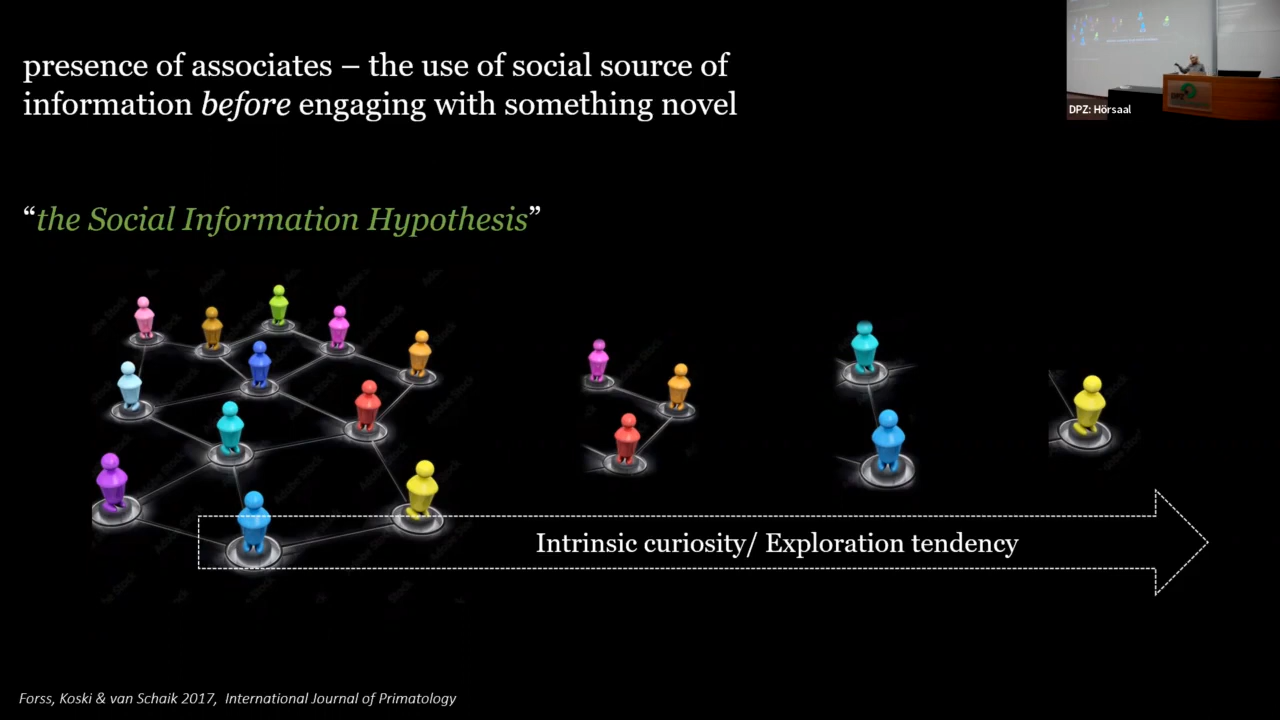 presence of associates – the use of social source of
information before engaging with something novel
DPZ: Hörsaal
“the Social Information Hypothesis”
Intrinsic curiosity/ Exploration tendency
Forss, Koski & van Schaik 2017, International Journal of Primatology